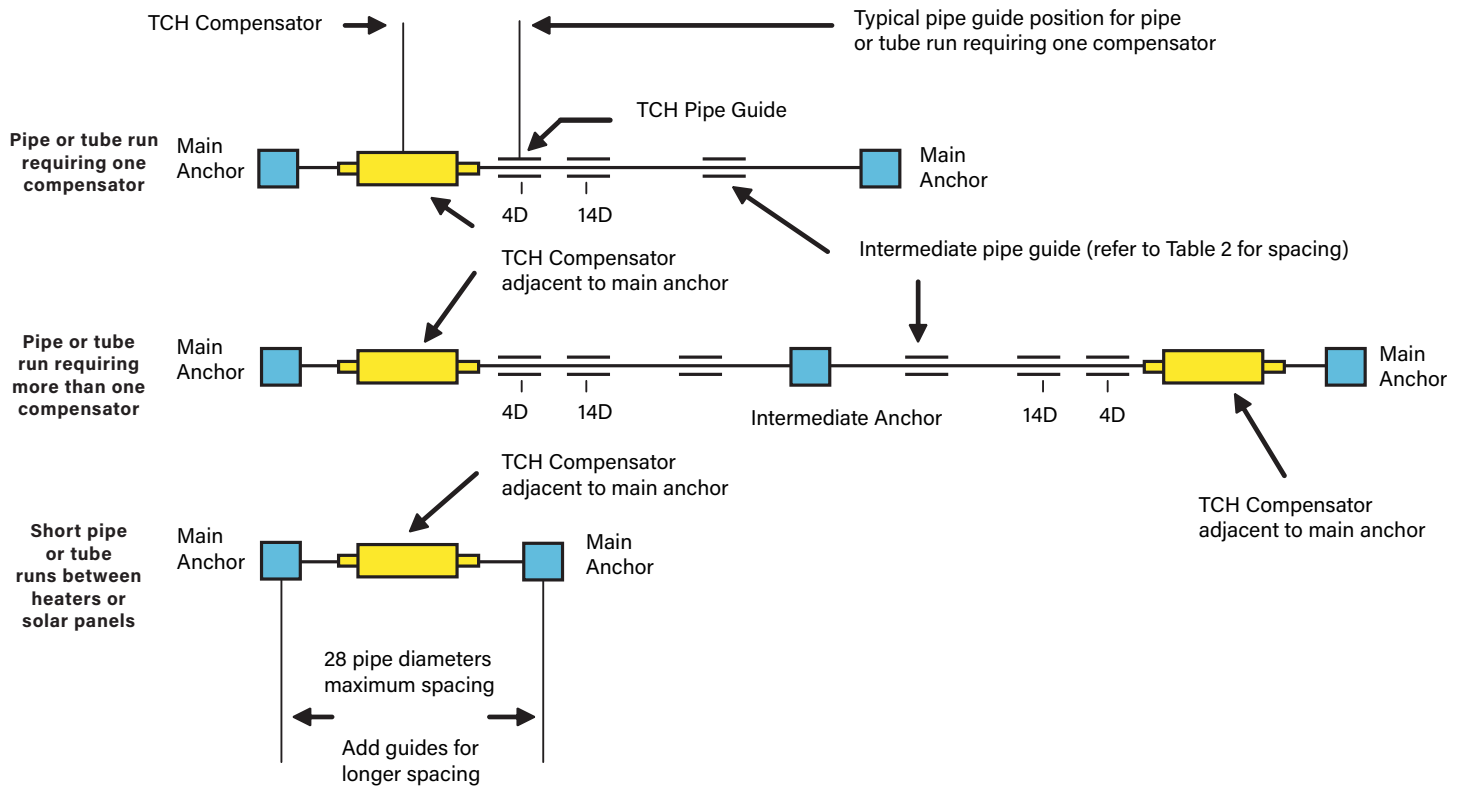 TCH Compensator
Typical pipe guide position for pipe
or tube run requiring one compensator
TCH Pipe Guide
Pipe or tube run
requiring one
compensator
Main
Anchor
Main
Anchor
4D
14D
TCH Compensator
adjacent to main anchor
Intermediate pipe guide (refer to Table 2 for spacing)
Pipe or tube
run requiring
more than one
compensator
Main
Anchor
Main
Anchor
4D
14D
Intermediate Anchor
14D
4D
TCH Compensator
adjacent to main anchor
TCH Compensator
adjacent to main anchor
Short pipe
or tube
runs between
heaters or
solar panels
Main
Anchor
Main
Anchor
28 pipe diameters
maximum spacing
Add guides for
longer spacing